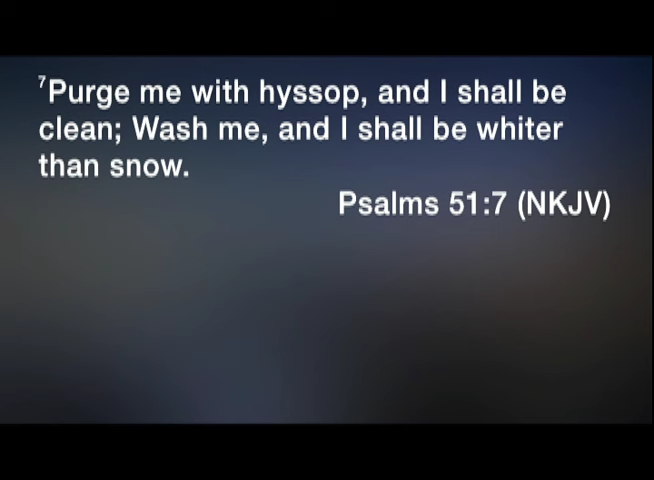 7Purge me with hyssop, and I shall be
clean; Wash me, and I shall be whiter
than snow.
Psalms 51:7 (NKJV)